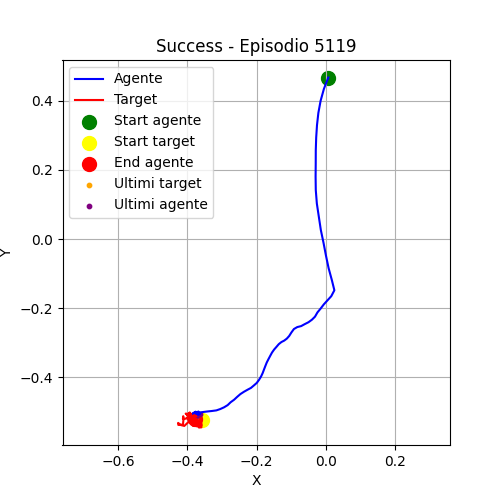 Success - Episodio 5119
Agente
Target
Start agente
Start target
End agente
Ultimi target
Ultimi agente
0.4
0.2
0.0
−0.2
−0.4
Y
−0.6
−0.4
−0.2
0.0
0.2
X